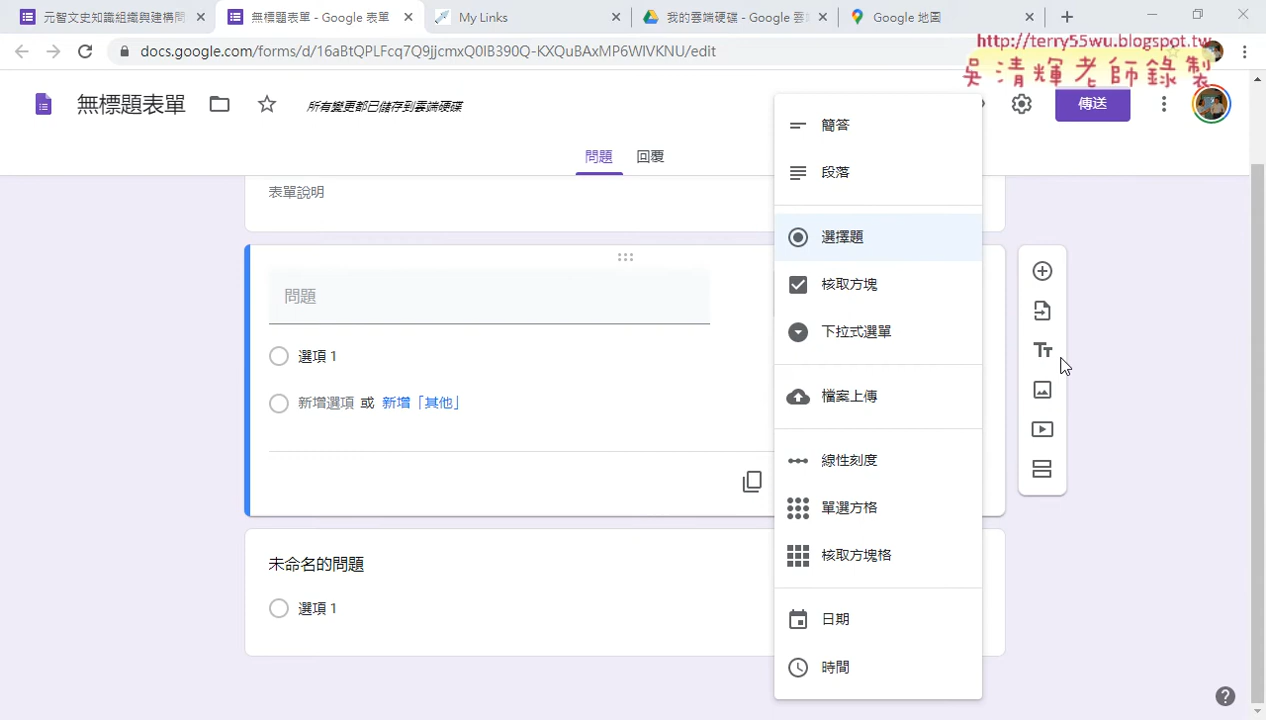 元智文史知識組織與建構問
無標題表單 - Google 表單
My Links
我的雲端硬碟 - Google 雲
Google 地圖
docs.google.com/forms/d/16aBtQPLFcq7Q9jjcmxQ0lB390Q-KXQuBAxMP6WlVKNU/edit
http://terry55wu.blogspot.tw
吳清輝老師錄製
無標題表單
所有變更都已儲存到雲端硬碟
傳送
問題
回覆
表單說明
問題
選項 1
新增選項 或 新增「其他」
未命名的問題
選項 1
簡答
段落
選擇題
核取方塊
下拉式選單
檔案上傳
線性刻度
單選方格
核取方塊格
日期
時間